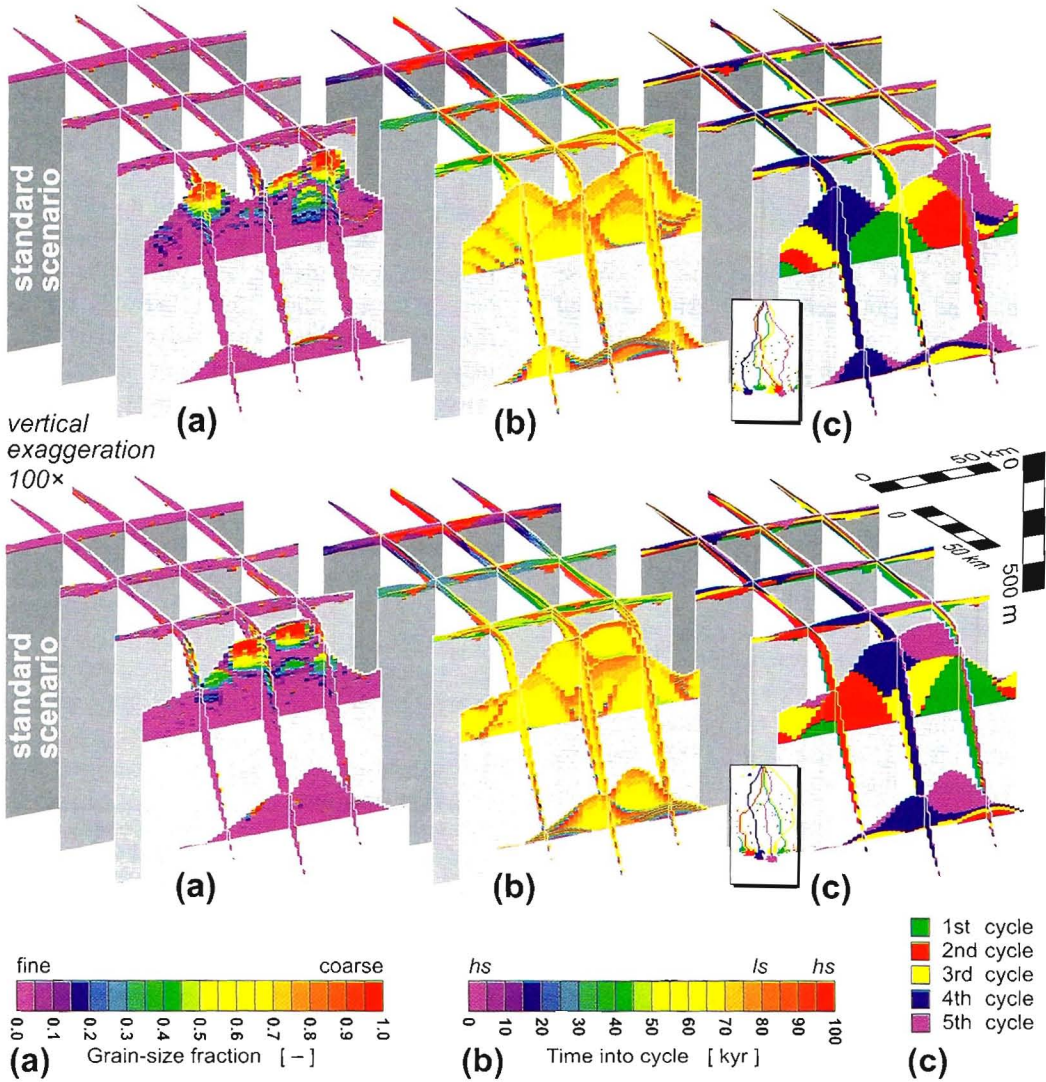 standard
scenario
(a)
(b)
(c)
vertical
exaggeration
100×
0
50 km
0
50 km
0
500 m
standard
scenario
(a)
(b)
(c)
fine
coarse
0.0
0.1
0.2
0.3
0.4
0.5
0.6
0.7
0.8
0.9
1.0
(a)
Grain-size fraction [ – ]
hs
ls
hs
0
10
20
30
40
50
60
70
80
90
100
(b)
Time into cycle [ kyr ]
1st cycle
2nd cycle
3rd cycle
4th cycle
5th cycle
(c)